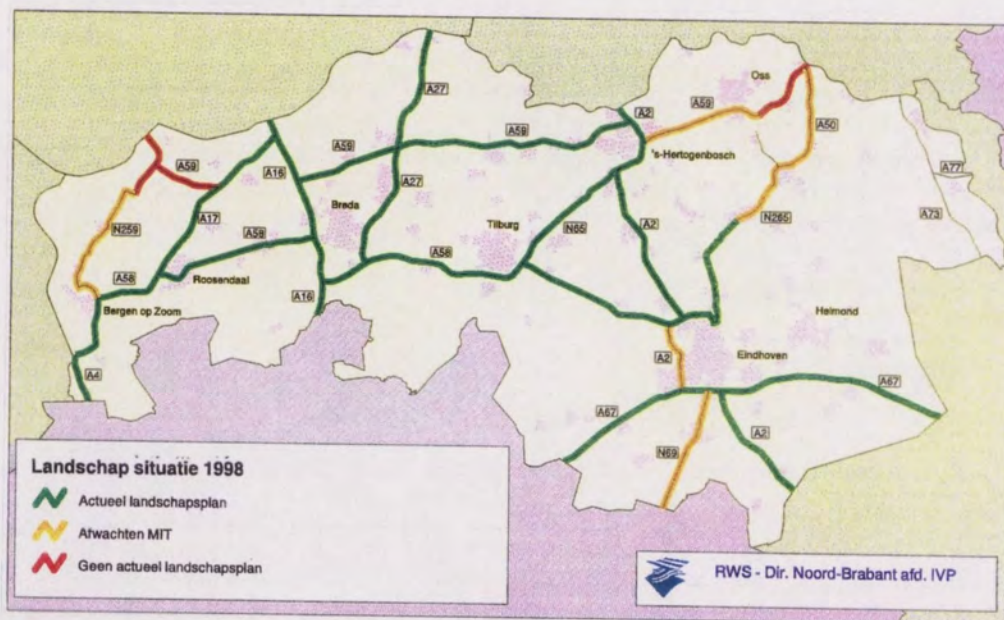 A27
A2
A59
Oss
A50
A59
A59
A59
A16
A27
's-Hertogenbosch
A77
N259
A17
Breda
Tilburg
N65
A2
N265
A73
A58
A58
A58
Roosendaal
A16
Bergen op Zoom
Helmond
A4
A2
Eindhoven
A67
A67
A2
N69
Landschap situatie 1998
Actueel landschapsplan
Afwachten MIT
Geen actueel landschapsplan
RWS - Dir. Noord-Brabant afd. IVP